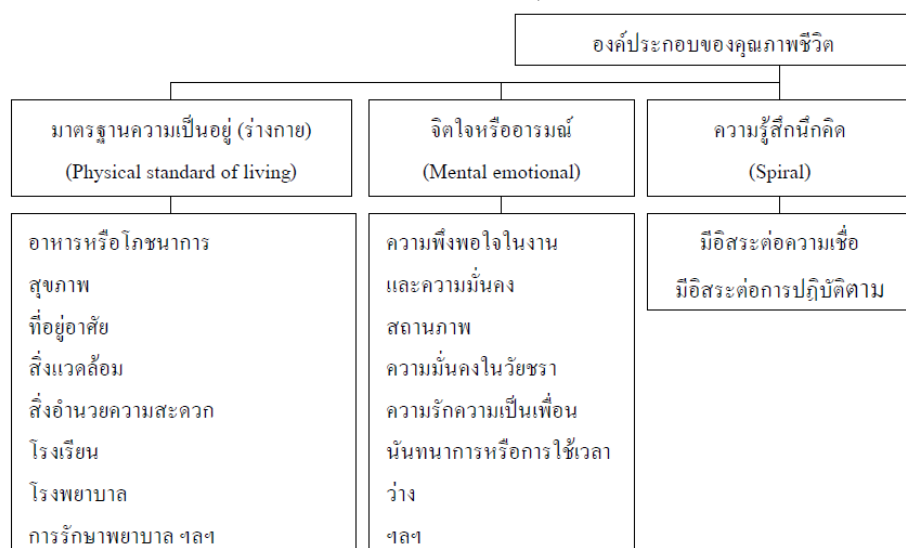 องค์ประกอบของคุณภาพชีวิต
มาตรฐานความเป็นอยู่ (ร่างกาย)
(Physical standard of living)
จิตใจหรืออารมณ์
(Mental emotional)
ความรู้สึกนึกคิด
(Spiral)
อาหารหรือโภชนาการ
สุขภาพ
ที่อยู่อาศัย
สิ่งแวดล้อม
สิ่งอำนวยความสะดวก
โรงเรียน
โรงพยาบาล
การรักษาพยาบาล ฯลฯ
ความพึงพอใจในงาน
และความมั่นคง
สถานภาพ
ความมั่นคงในวัยชรา
ความรักความเป็นเพื่อน
นันทนาการหรือการใช้เวลา
ว่าง
ฯลฯ
มีอิสระต่อความเชื่อ
มีอิสระต่อการปฏิบัติตาม